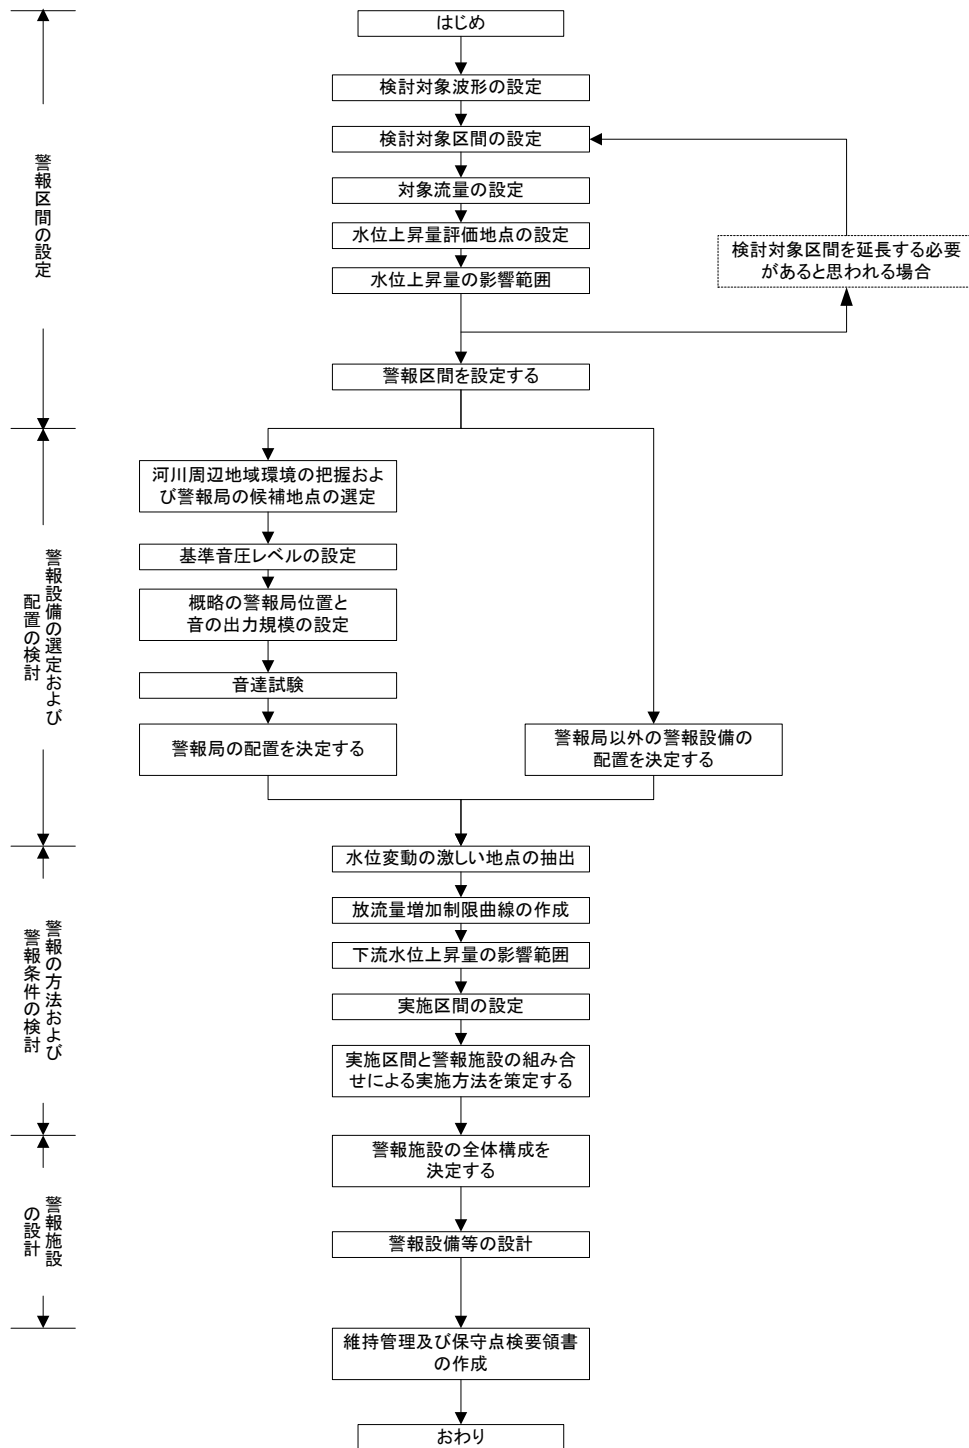 はじめ
検討対象波形の設定
検討対象区間の設定
対象流量の設定
水位上昇量評価地点の設定
水位上昇量の影響範囲
検討対象区間を延長する必要
があると思われる場合
警報区間を設定する
警報区間の設定
河川周辺地域環境の把握およ
び警報局の候補地点の選定
基準音圧レベルの設定
概略の警報局位置と
音の出力規模の設定
音達試験
警報局の配置を決定する
警報局以外の警報設備の
配置を決定する
警報設備の選定および
配置の検討
水位変動の激しい地点の抽出
放流量増加制限曲線の作成
下流水位上昇量の影響範囲
実施区間の設定
実施区間と警報施設の組み合
せによる実施方法を策定する
警報の方法および
警報条件の検討
警報施設の全体構成を
決定する
警報設備等の設計
警報施設
の設計
維持管理及び保守点検要領書
の作成
おわり